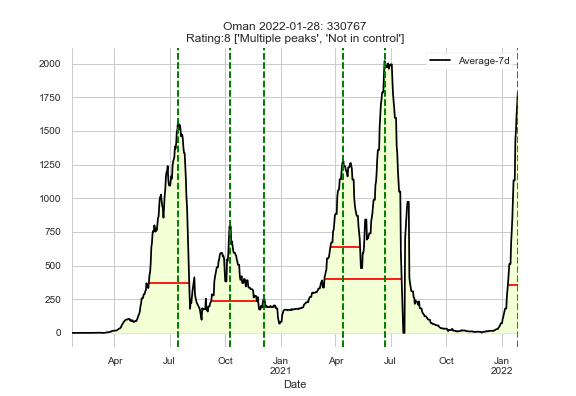 Oman 2022-01-28: 330767
Rating:8 ['Multiple peaks', 'Not in control']
Average-7d
2000
1750
1500
1250
1000
750
500
250
0
Apr Jul Oct Jan Apr Jul Oct Jan
2021 2022
Date